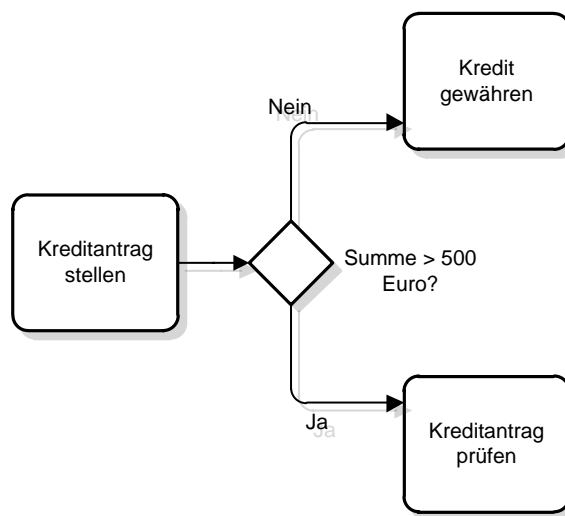 Kredit
gewähren
Nein
Kreditantrag
stellen
Summe > 500
Euro?
Ja
Kreditantrag
prüfen